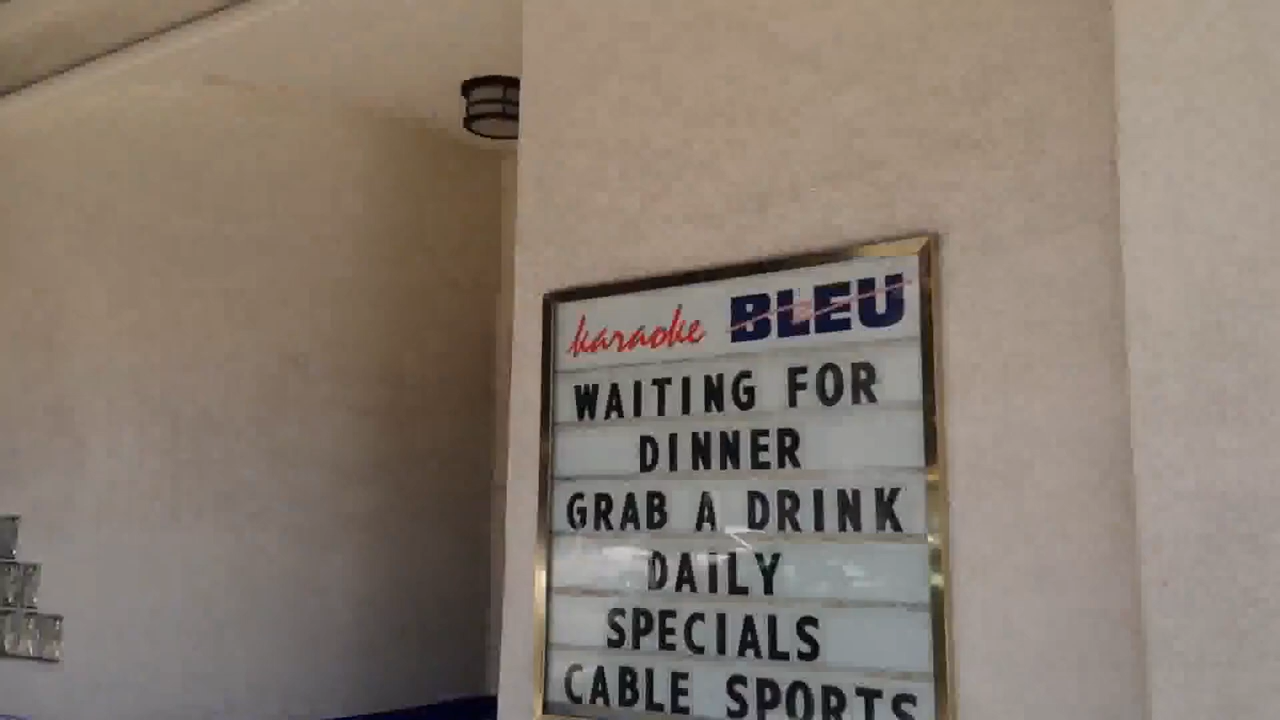 karaoke BLEU
WAITING FOR
DINNER
GRAB A DRINK
DAILY
SPECIALS
CABLE SPORTS